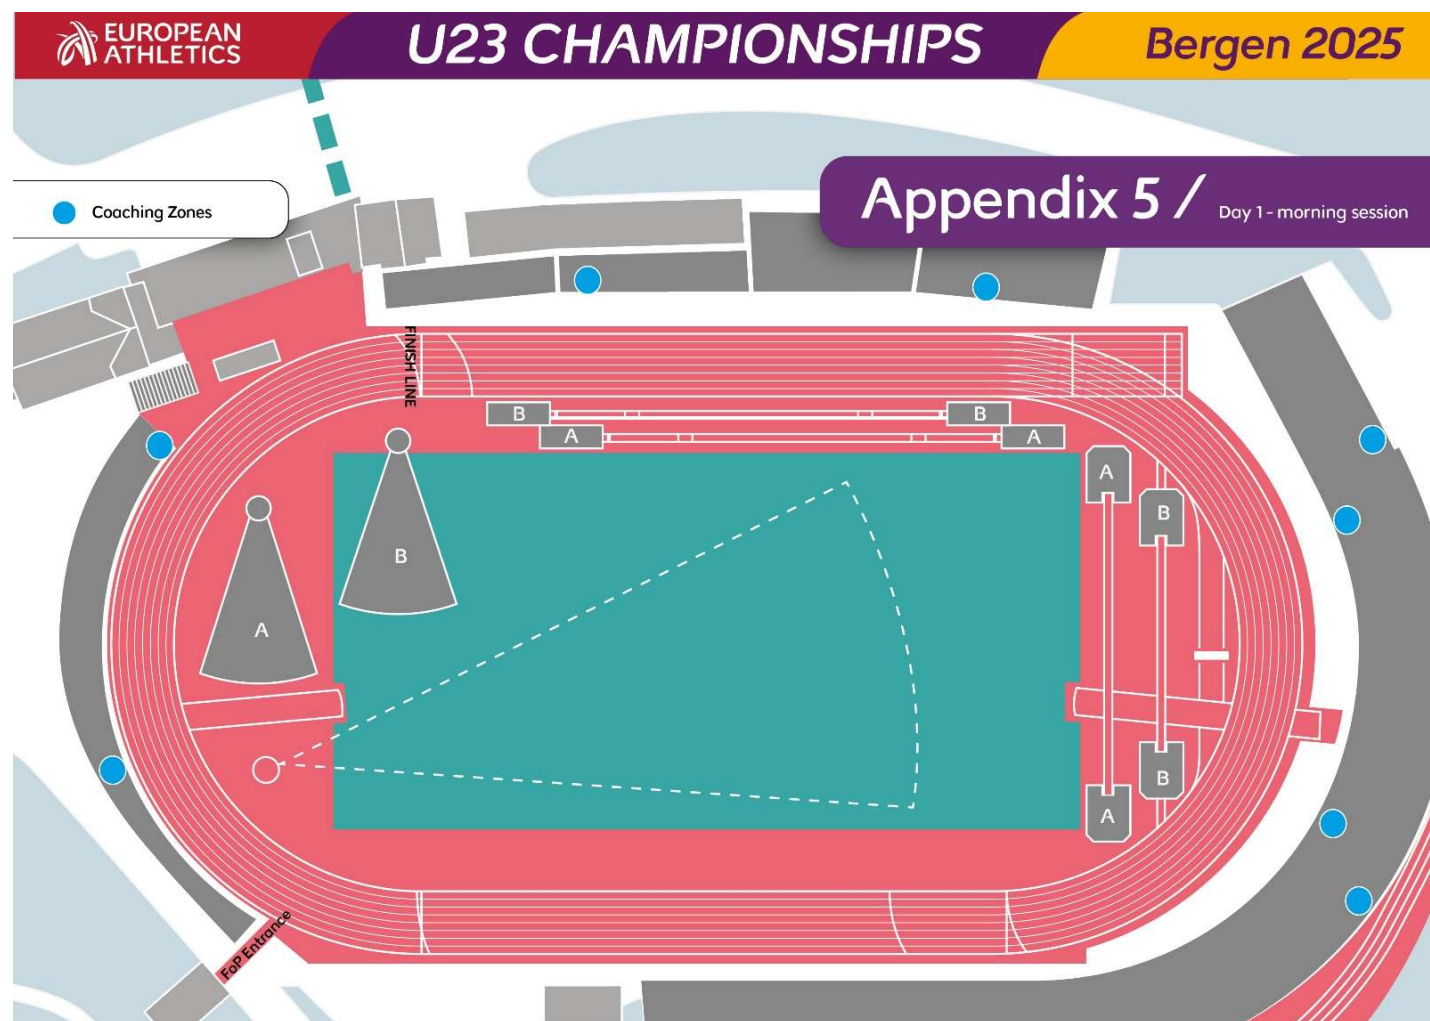 EUROPEAN
ATHLETICS
U23 CHAMPIONSHIPS
Bergen 2025
Appendix 5 / Day 1 - morning session
Coaching Zones
FINISH LINE
B
B
A
A
A
B
B
A
B
A
A
FoP Entrance